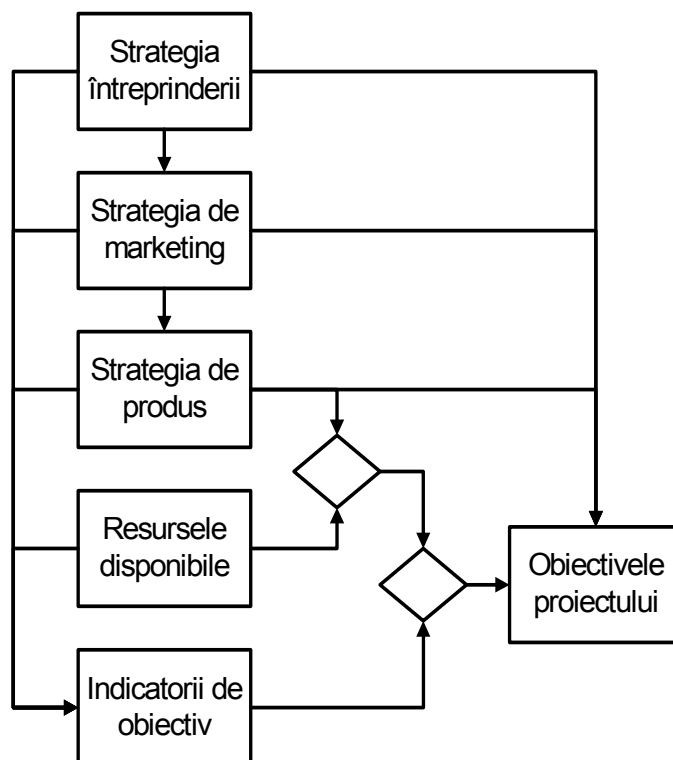 Strategia
întreprinderii
Strategia de
marketing
Strategia de
produs
Resursele
disponibile
Obiectivele
proiectului
Indicatorii de
obiectiv